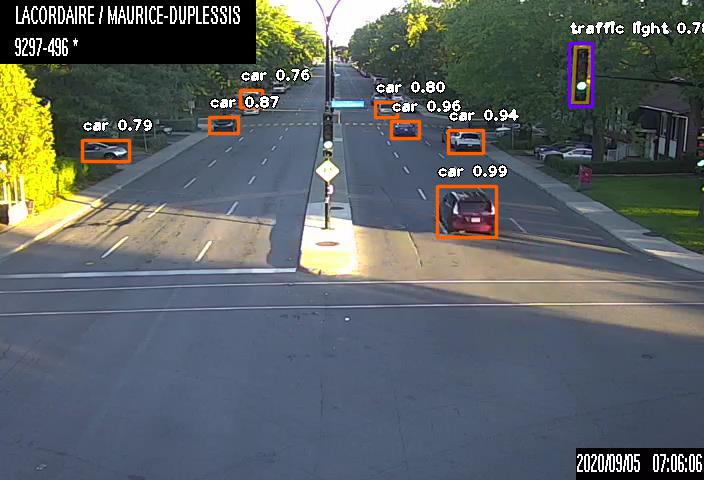 LACORDAIRE / MAURICE-DUPLESSIS
9297-496 *
traffic light 0.78
car 0.76
car 0.80
car 0.87
car 0.96
car 0.94
car 0.79
car 0.99
2020/09/05 07:06:06